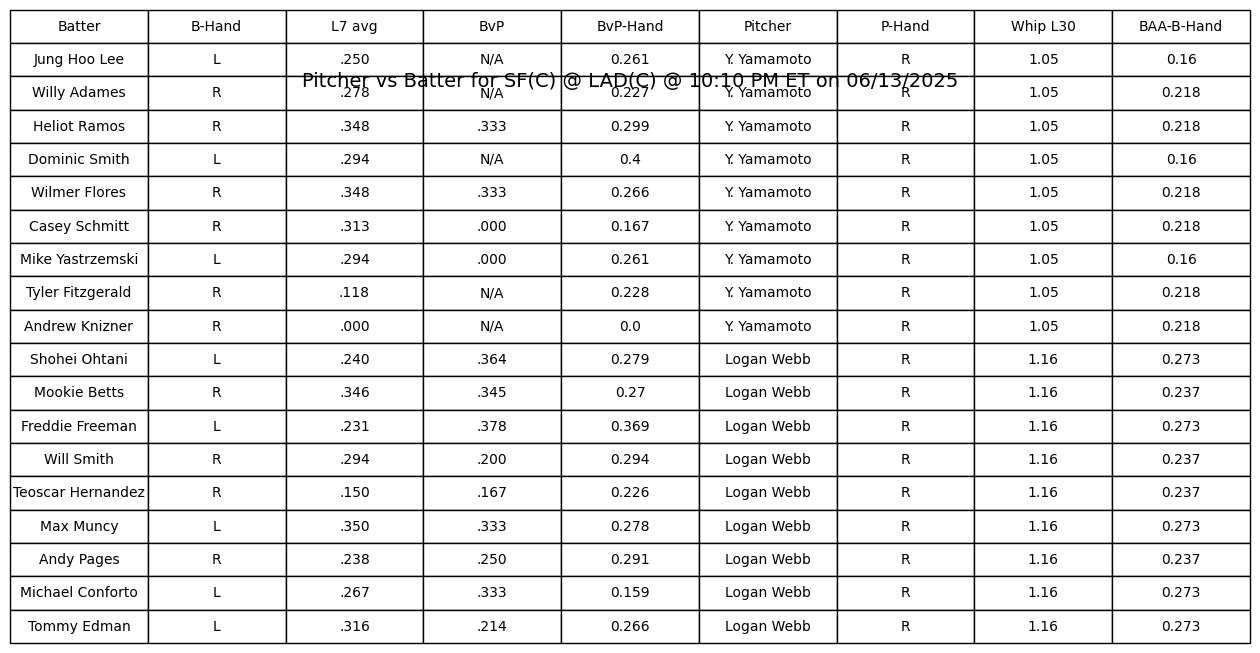 Batter B-Hand L7 avg BvP BvP-Hand Pitcher P-Hand Whip L30 BAA-B-Hand
Jung Hoo Lee L .250 N/A 0.261 Y. Yamamoto R 1.05 0.16
Pitcher vs Batter for SF(C) @ LAD(C) @ 10:10 PM ET on 06/13/2025
Willy Adames R .278 N/A 0.227 Y. Yamamoto R 1.05 0.218
Heliot Ramos R .348 .333 0.299 Y. Yamamoto R 1.05 0.218
Dominic Smith L .294 N/A 0.4 Y. Yamamoto R 1.05 0.16
Wilmer Flores R .348 .333 0.266 Y. Yamamoto R 1.05 0.218
Casey Schmitt R .313 .000 0.167 Y. Yamamoto R 1.05 0.218
Mike Yastrzemski L .294 .000 0.261 Y. Yamamoto R 1.05 0.16
Tyler Fitzgerald R .118 N/A 0.228 Y. Yamamoto R 1.05 0.218
Andrew Knizner R .000 N/A 0.0 Y. Yamamoto R 1.05 0.218
Shohei Ohtani L .240 .364 0.279 Logan Webb R 1.16 0.273
Mookie Betts R .346 .345 0.27 Logan Webb R 1.16 0.237
Freddie Freeman L .231 .378 0.369 Logan Webb R 1.16 0.273
Will Smith R .294 .200 0.294 Logan Webb R 1.16 0.237
Teoscar Hernandez R .150 .167 0.226 Logan Webb R 1.16 0.237
Max Muncy L .350 .333 0.278 Logan Webb R 1.16 0.273
Andy Pages R .238 .250 0.291 Logan Webb R 1.16 0.237
Michael Conforto L .267 .333 0.159 Logan Webb R 1.16 0.273
Tommy Edman L .316 .214 0.266 Logan Webb R 1.16 0.273